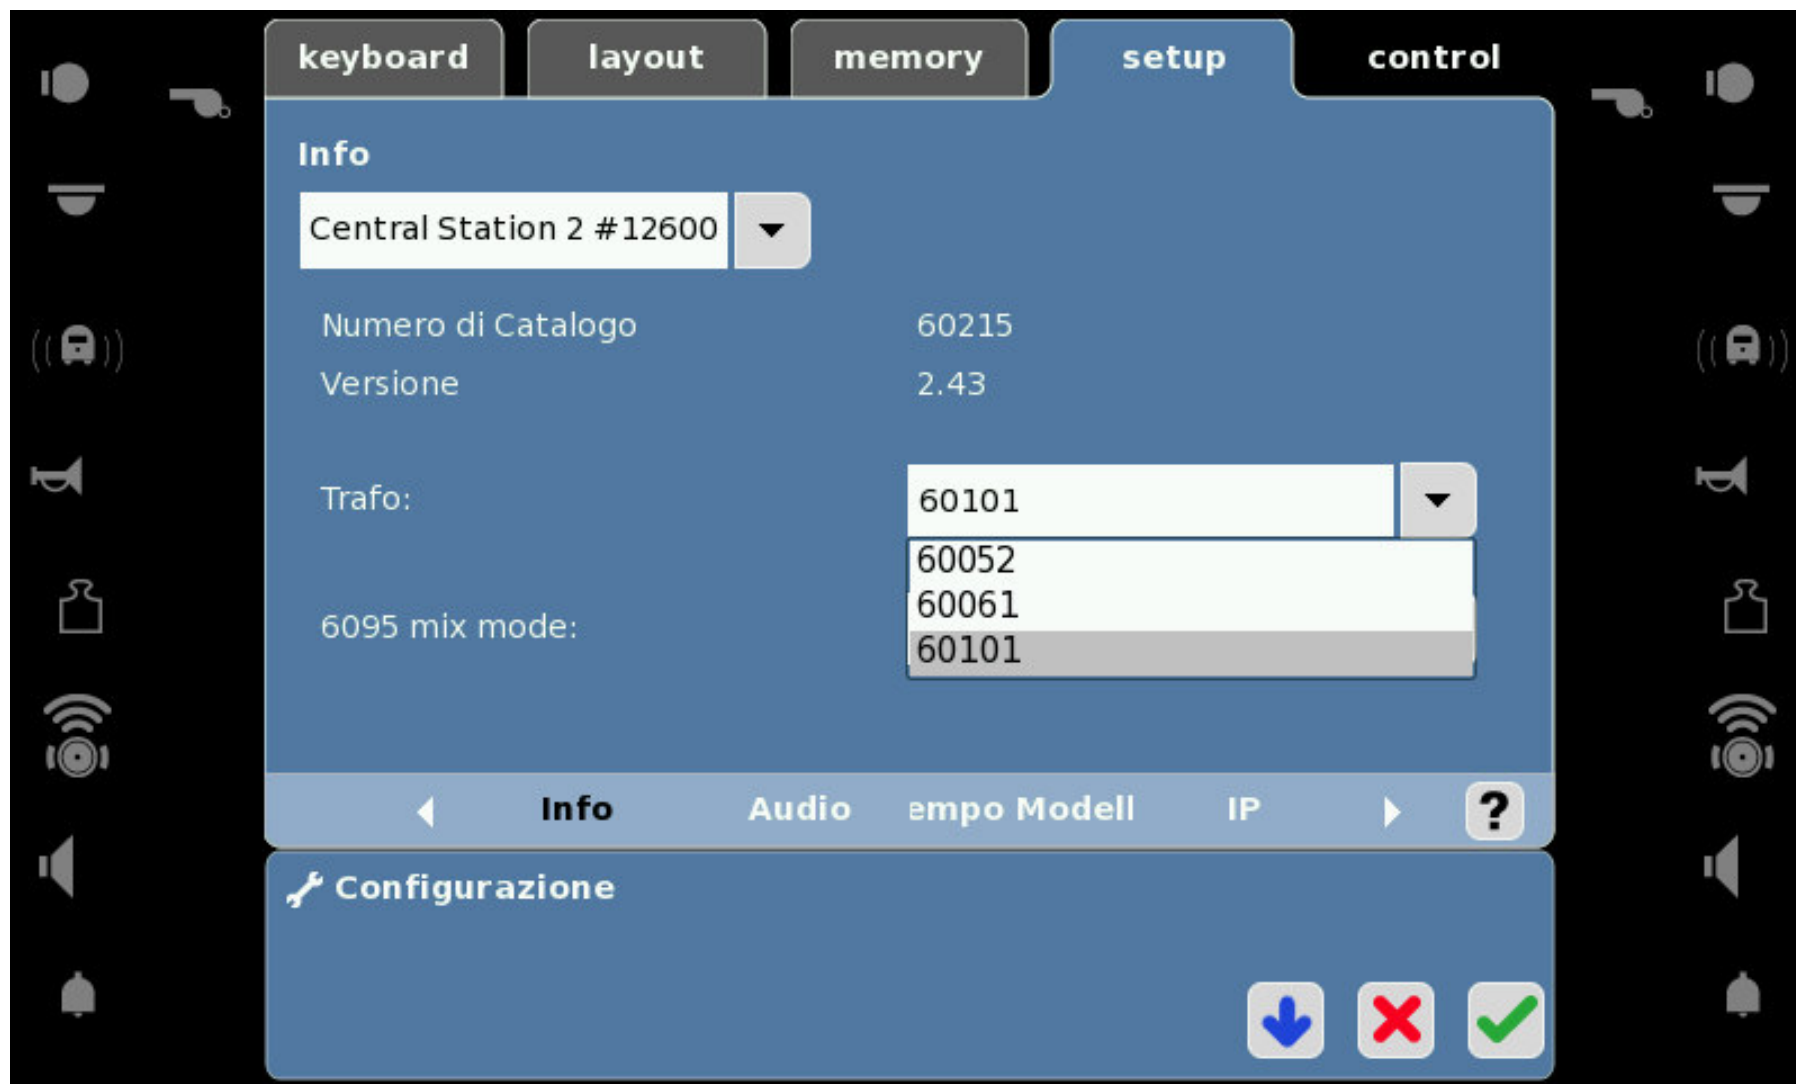 keyboard layout memory setup control
Info
Central Station 2 #12600
Numero di Catalogo 60215
Versione 2.43
Trafo: 60101
60052
60061
6095 mix mode:
60101
Info Audio empo Modell IP ?
Configurazione